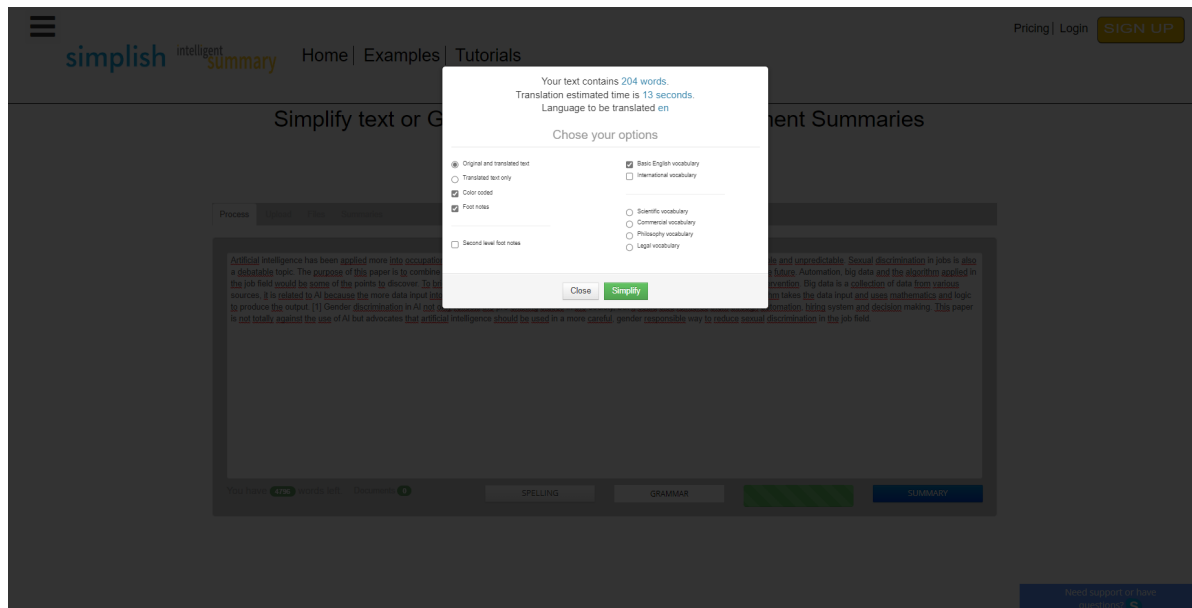 Pricing| Login SIGN UP
simplish intelligent summary Home| Examples| Tutorials
Your text contains 204 words.
Translation estimated time is 13 seconds.
Language to be translated en
Simplify text or G
ent Summaries
Chose your options
Original and translated text
Translated text only
Color coded
Foot notes
Second level foot notes
Basic English vocabulary
International vocabulary
Scientific vocabulary
Commercial vocabulary
Philosophy vocabulary
Legal vocabulary
Close Simplify
Process
Artificial intelligence has been applied more into occupatio
and unpredictable. Sexual discrimination in jobs is also
a debatable topic. The purpose of this paper is to combine
future. Automation, big data and the algorithm applied in
the job field would be some of the points to discover. To
Big data is a collection of data from various
sources. It is related to AI because the more data input
takes the data input and uses mathematics and logic
to produce the output. [1] Gender discrimination in AI not
hiring system and decision making. This paper
is not totally against the use of AI but advocates that artificial intelligence should be used in a more careful, gender responsible way to reduce sexual discrimination in the job field.
SPELLING GRAMMAR SUMMARY
Need support or have
questions?